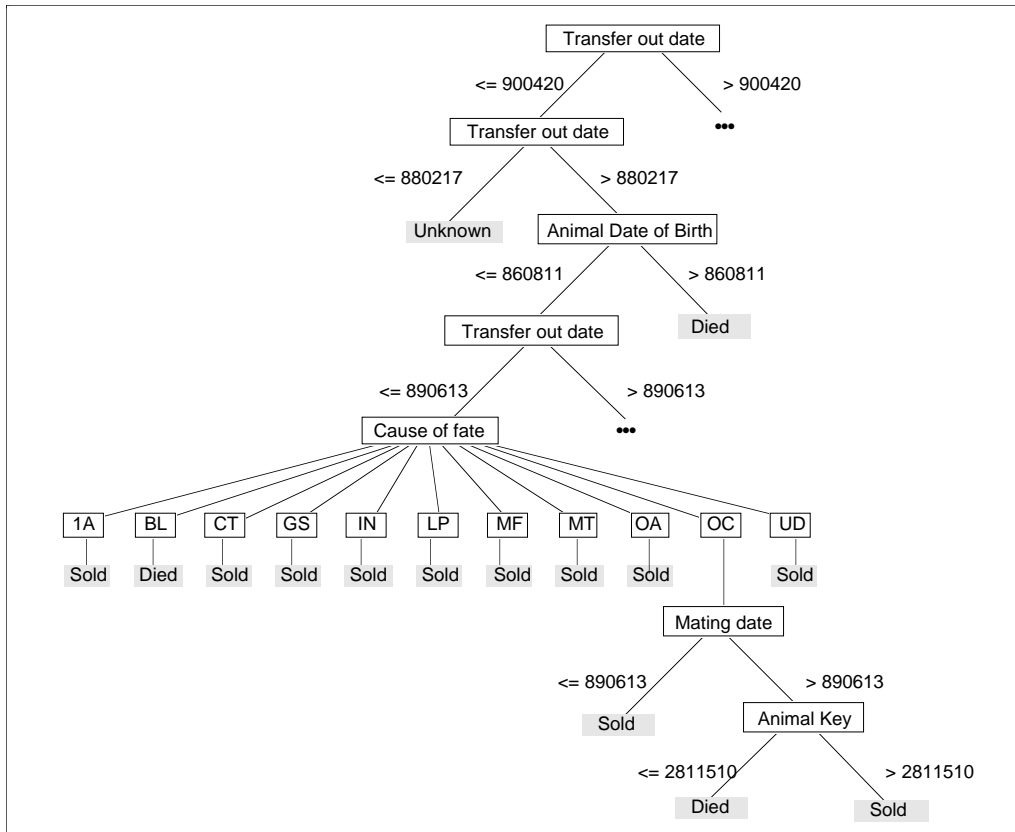 Transfer out date
<= 900420 > 900420
•••
Transfer out date
<= 880217 > 880217
Unknown Animal Date of Birth
<= 860811 > 860811
Transfer out date Died
<= 890613 > 890613
Cause of fate •••
1A BL CT GS IN LP MF MT OA OC UD
Sold Died Sold Sold Sold Sold Sold Sold Sold Sold
Mating date
<= 890613 > 890613
Sold Animal Key
<= 2811510 > 2811510
Died Sold